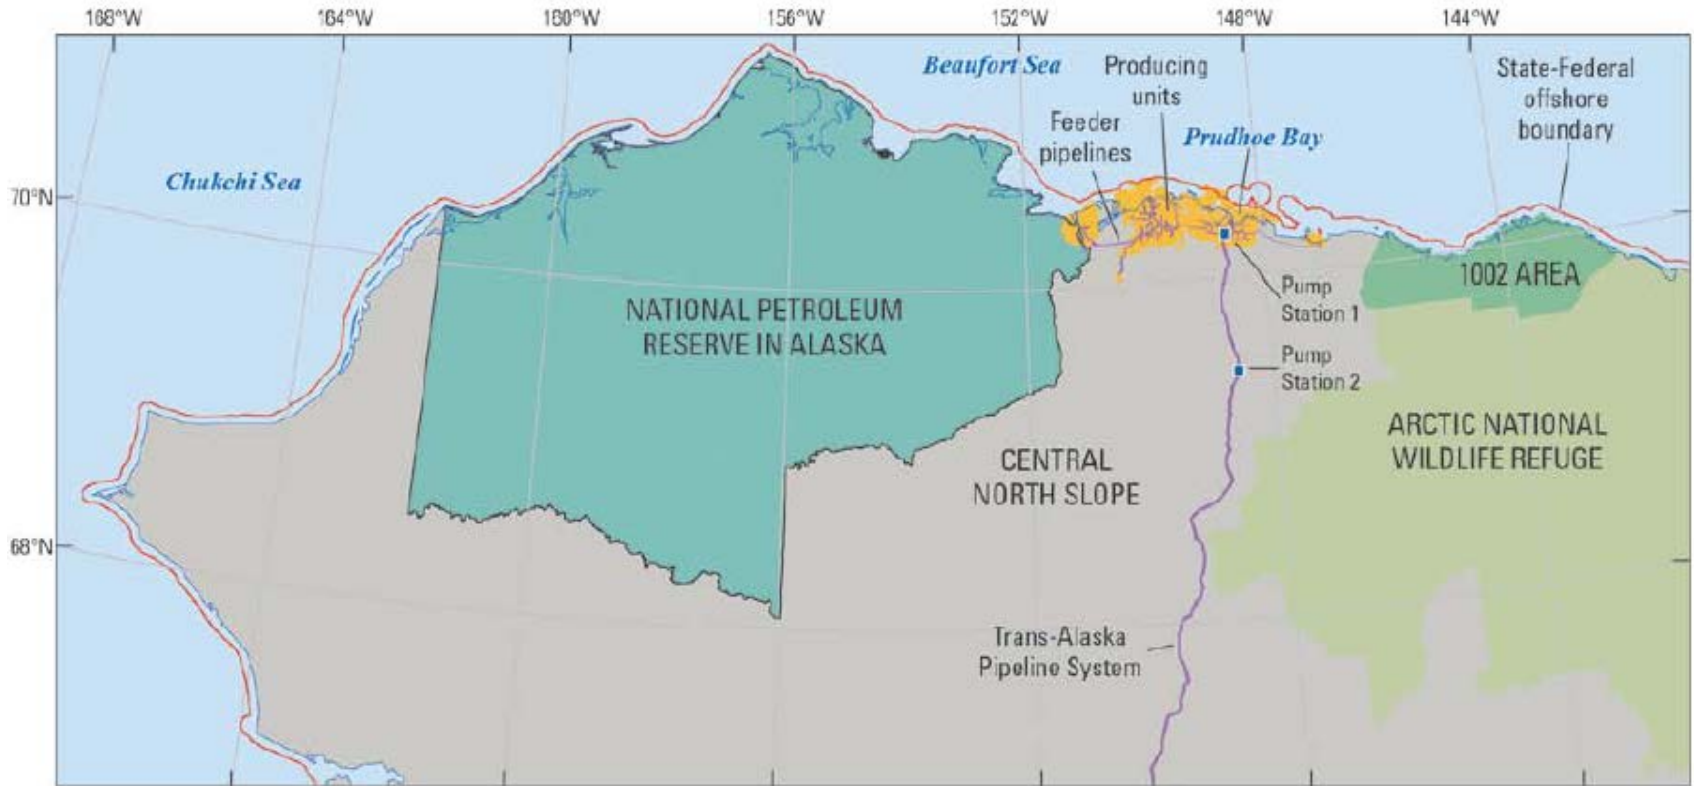 168°W 164°W 180°W 156°W 152°W 148°W 144°W
Beaufort Sea
Producing
units
State-Federal
offshore
boundary
Feeder
pipelines
Prudhoe Bay
Chukchi Sea
70°N
1002 AREA
Pump
Station 1
NATIONAL PETROLEUM
RESERVE IN ALASKA
Pump
Station 2
ARCTIC NATIONAL
WILDLIFE REFUGE
CENTRAL
NORTH SLOPE
68°N
Trans-Alaska
Pipeline System